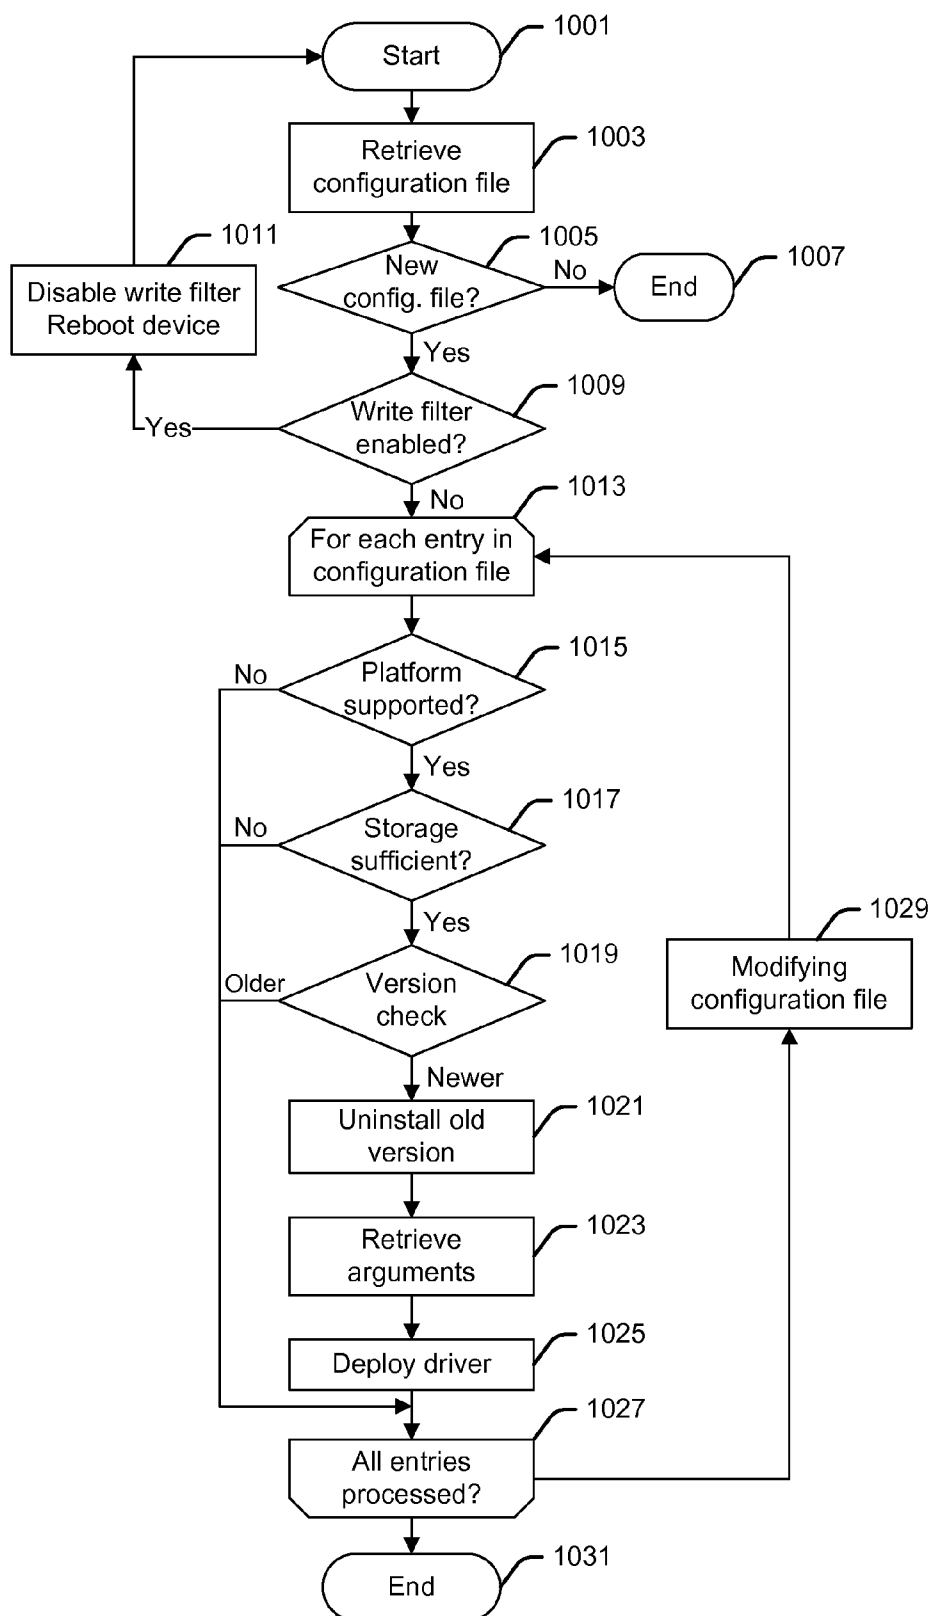 Start
1001
Retrieve
configuration file
1003
1011
Disable write filter
Reboot device
New
config. file?
1005
No
End
1007
Yes
Write filter
enabled?
1009
Yes
No
For each entry in
configuration file
1013
Platform
supported?
1015
No
Yes
Storage
sufficient?
1017
No
Yes
Version
check
1019
Older
1029
Modifying
configuration file
Newer
Uninstall old
version
1021
Retrieve
arguments
1023
Deploy driver
1025
All entries
processed?
1027
End
1031